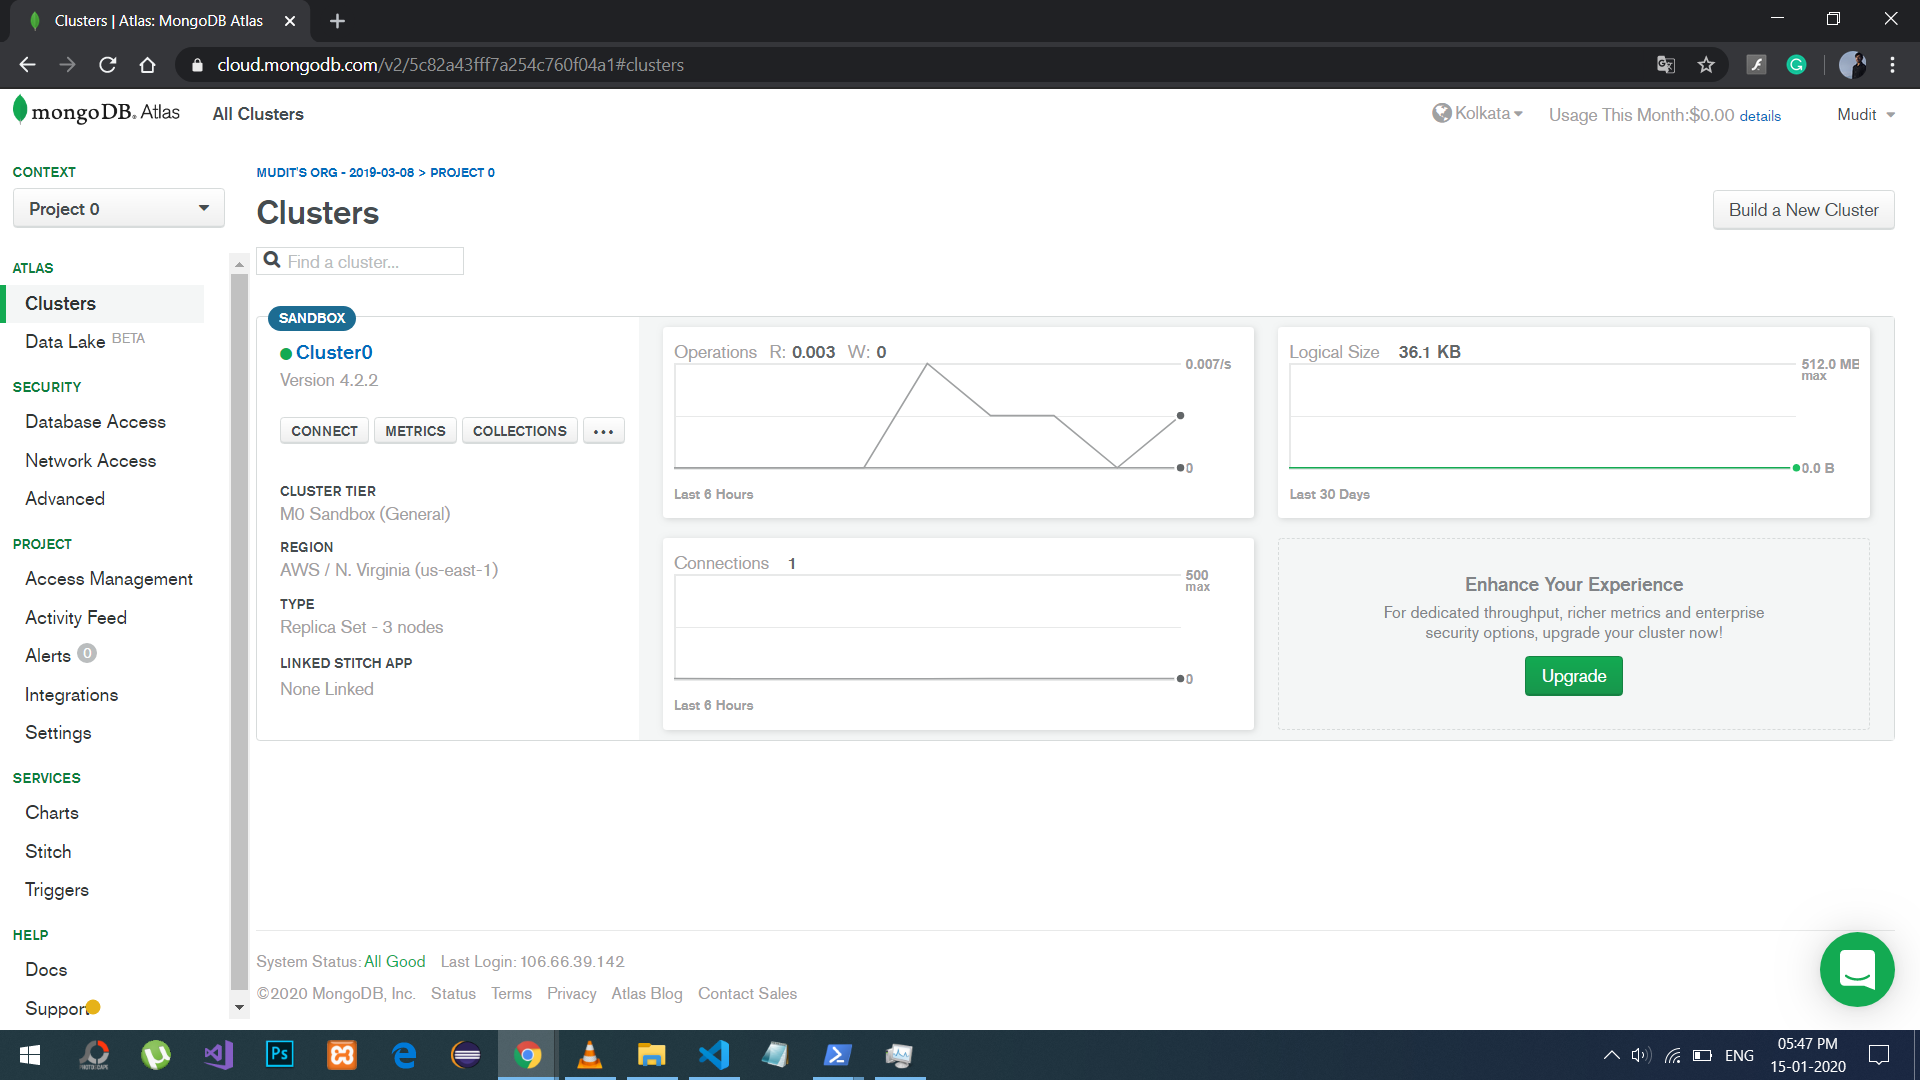 Clusters | Atlas: MongoDB Atlas
cloud.mongodb.com/v2/5c82a43fff7a254c760f04a1#clusters
mongoDB. Atlas
All Clusters
Kolkata
Usage This Month:$0.00 details
Mudit
CONTEXT
Project 0
ATLAS
Clusters
Data Lake BETA
SECURITY
Database Access
Network Access
Advanced
PROJECT
Access Management
Activity Feed
Alerts 0
Integrations
Settings
SERVICES
Charts
Stitch
Triggers
HELP
Docs
Support
MUDIT'S ORG - 2019-03-08 > PROJECT 0
Clusters
Build a New Cluster
Find a cluster...
SANDBOX
Cluster0
Version 4.2.2
CONNECT METRICS COLLECTIONS ...
CLUSTER TIER
M0 Sandbox (General)
REGION
AWS / N. Virginia (us-east-1)
TYPE
Replica Set - 3 nodes
LINKED STITCH APP
None Linked
Operations R: 0.003 W: 0
0.007/s
0
Last 6 Hours
Logical Size 36.1 KB
512.0 MB
max
0.0 B
Last 30 Days
Connections 1
500
max
0
Last 6 Hours
Enhance Your Experience
For dedicated throughput, richer metrics and enterprise
security options, upgrade your cluster now!
Upgrade
System Status: All Good Last Login: 106.66.39.142
©2020 MongoDB, Inc. Status Terms Privacy Atlas Blog Contact Sales
Ps
ENG
05:47 PM
15-01-2020